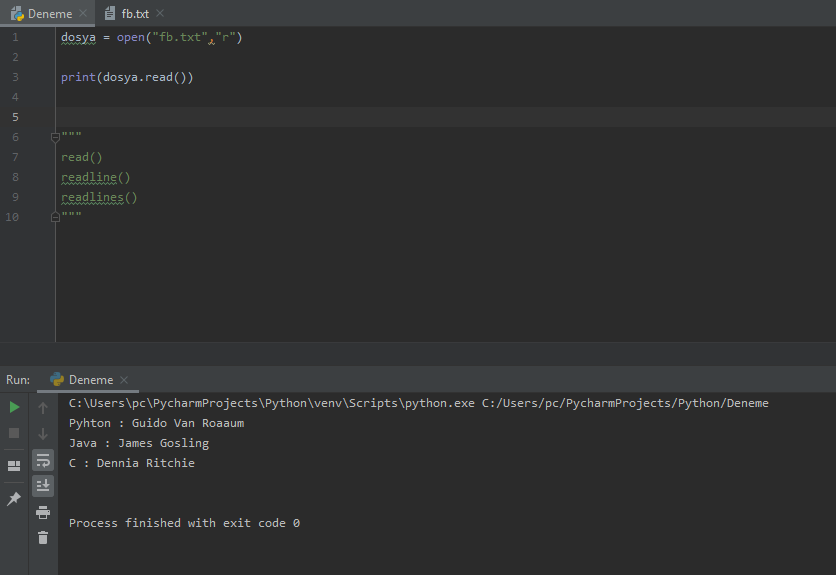 Deneme
fb.txt
1 dosya = open("fb.txt","r")
2
3 print(dosya.read())
4
5
6 """
7 read()
8 readline()
9 readlines()
10 """
Run: Deneme
C:\Users\pc\PycharmProjects\Python\venv\Scripts\python.exe C:/Users/pc/PycharmProjects/Python/Deneme
Pyhton : Guido Van Roaaum
Java : James Gosling
C : Dennia Ritchie
Process finished with exit code 0